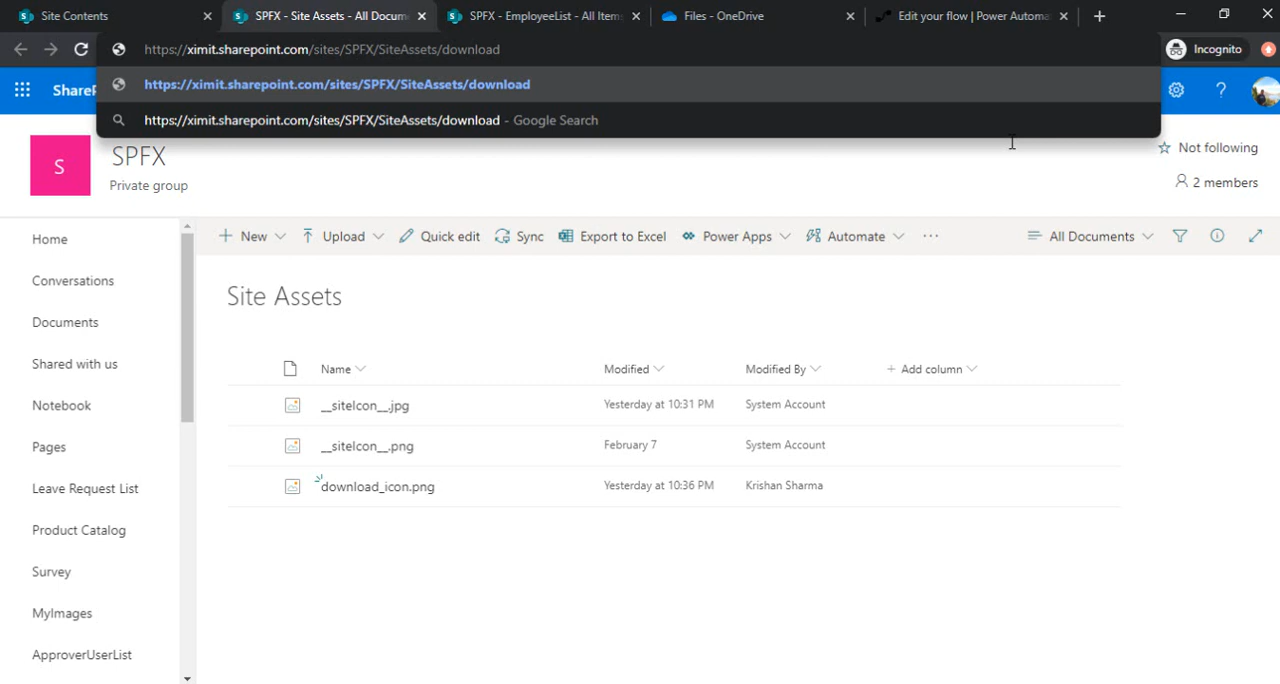 Site Contents
SPFX - Site Assets - All Docum
SPFX - EmployeeList - All Item
Files - OneDrive
Edit your flow | Power Automa
https://ximit.sharepoint.com/sites/SPFX/SiteAssets/download
Incognito
ShareP
https://ximit.sharepoint.com/sites/SPFX/SiteAssets/download
https://ximit.sharepoint.com/sites/SPFX/SiteAssets/download - Google Search
S
SPFX
Private group
Not following
2 members
Home
Conversations
Documents
Shared with us
Notebook
Pages
Leave Request List
Product Catalog
Survey
MyImages
ApproverUserList
New
Upload
Quick edit
Sync
Export to Excel
Power Apps
Automate
All Documents
Site Assets
Name
Modified
Modified By
Add column
__siteIcon__.jpg
Yesterday at 10:31 PM
System Account
__siteIcon__.png
February 7
System Account
download_icon.png
Yesterday at 10:36 PM
Krishan Sharma